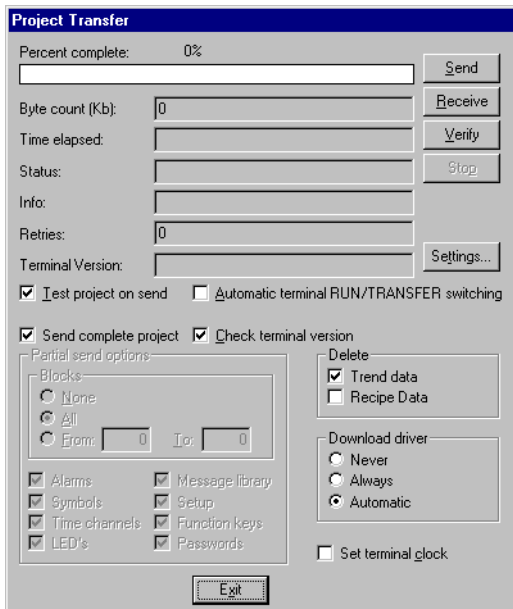 Project Transfer
Percent complete: 0%
Send
Byte count (Kb): 0
Receive
Time elapsed:
Verify
Status:
Stop
Info:
Retries: 0
Terminal Version:
Settings...
Test project on send Automatic terminal RUN/TRANSFER switching
Send complete project Check terminal version
Partial send options
Blocks
None
All
From: 0 To: 0
Alarms Message library
Symbols Setup
Time channels Function keys
LED's Passwords
Delete
Trend data
Recipe Data
Download driver
Never
Always
Automatic
Set terminal clock
Exit